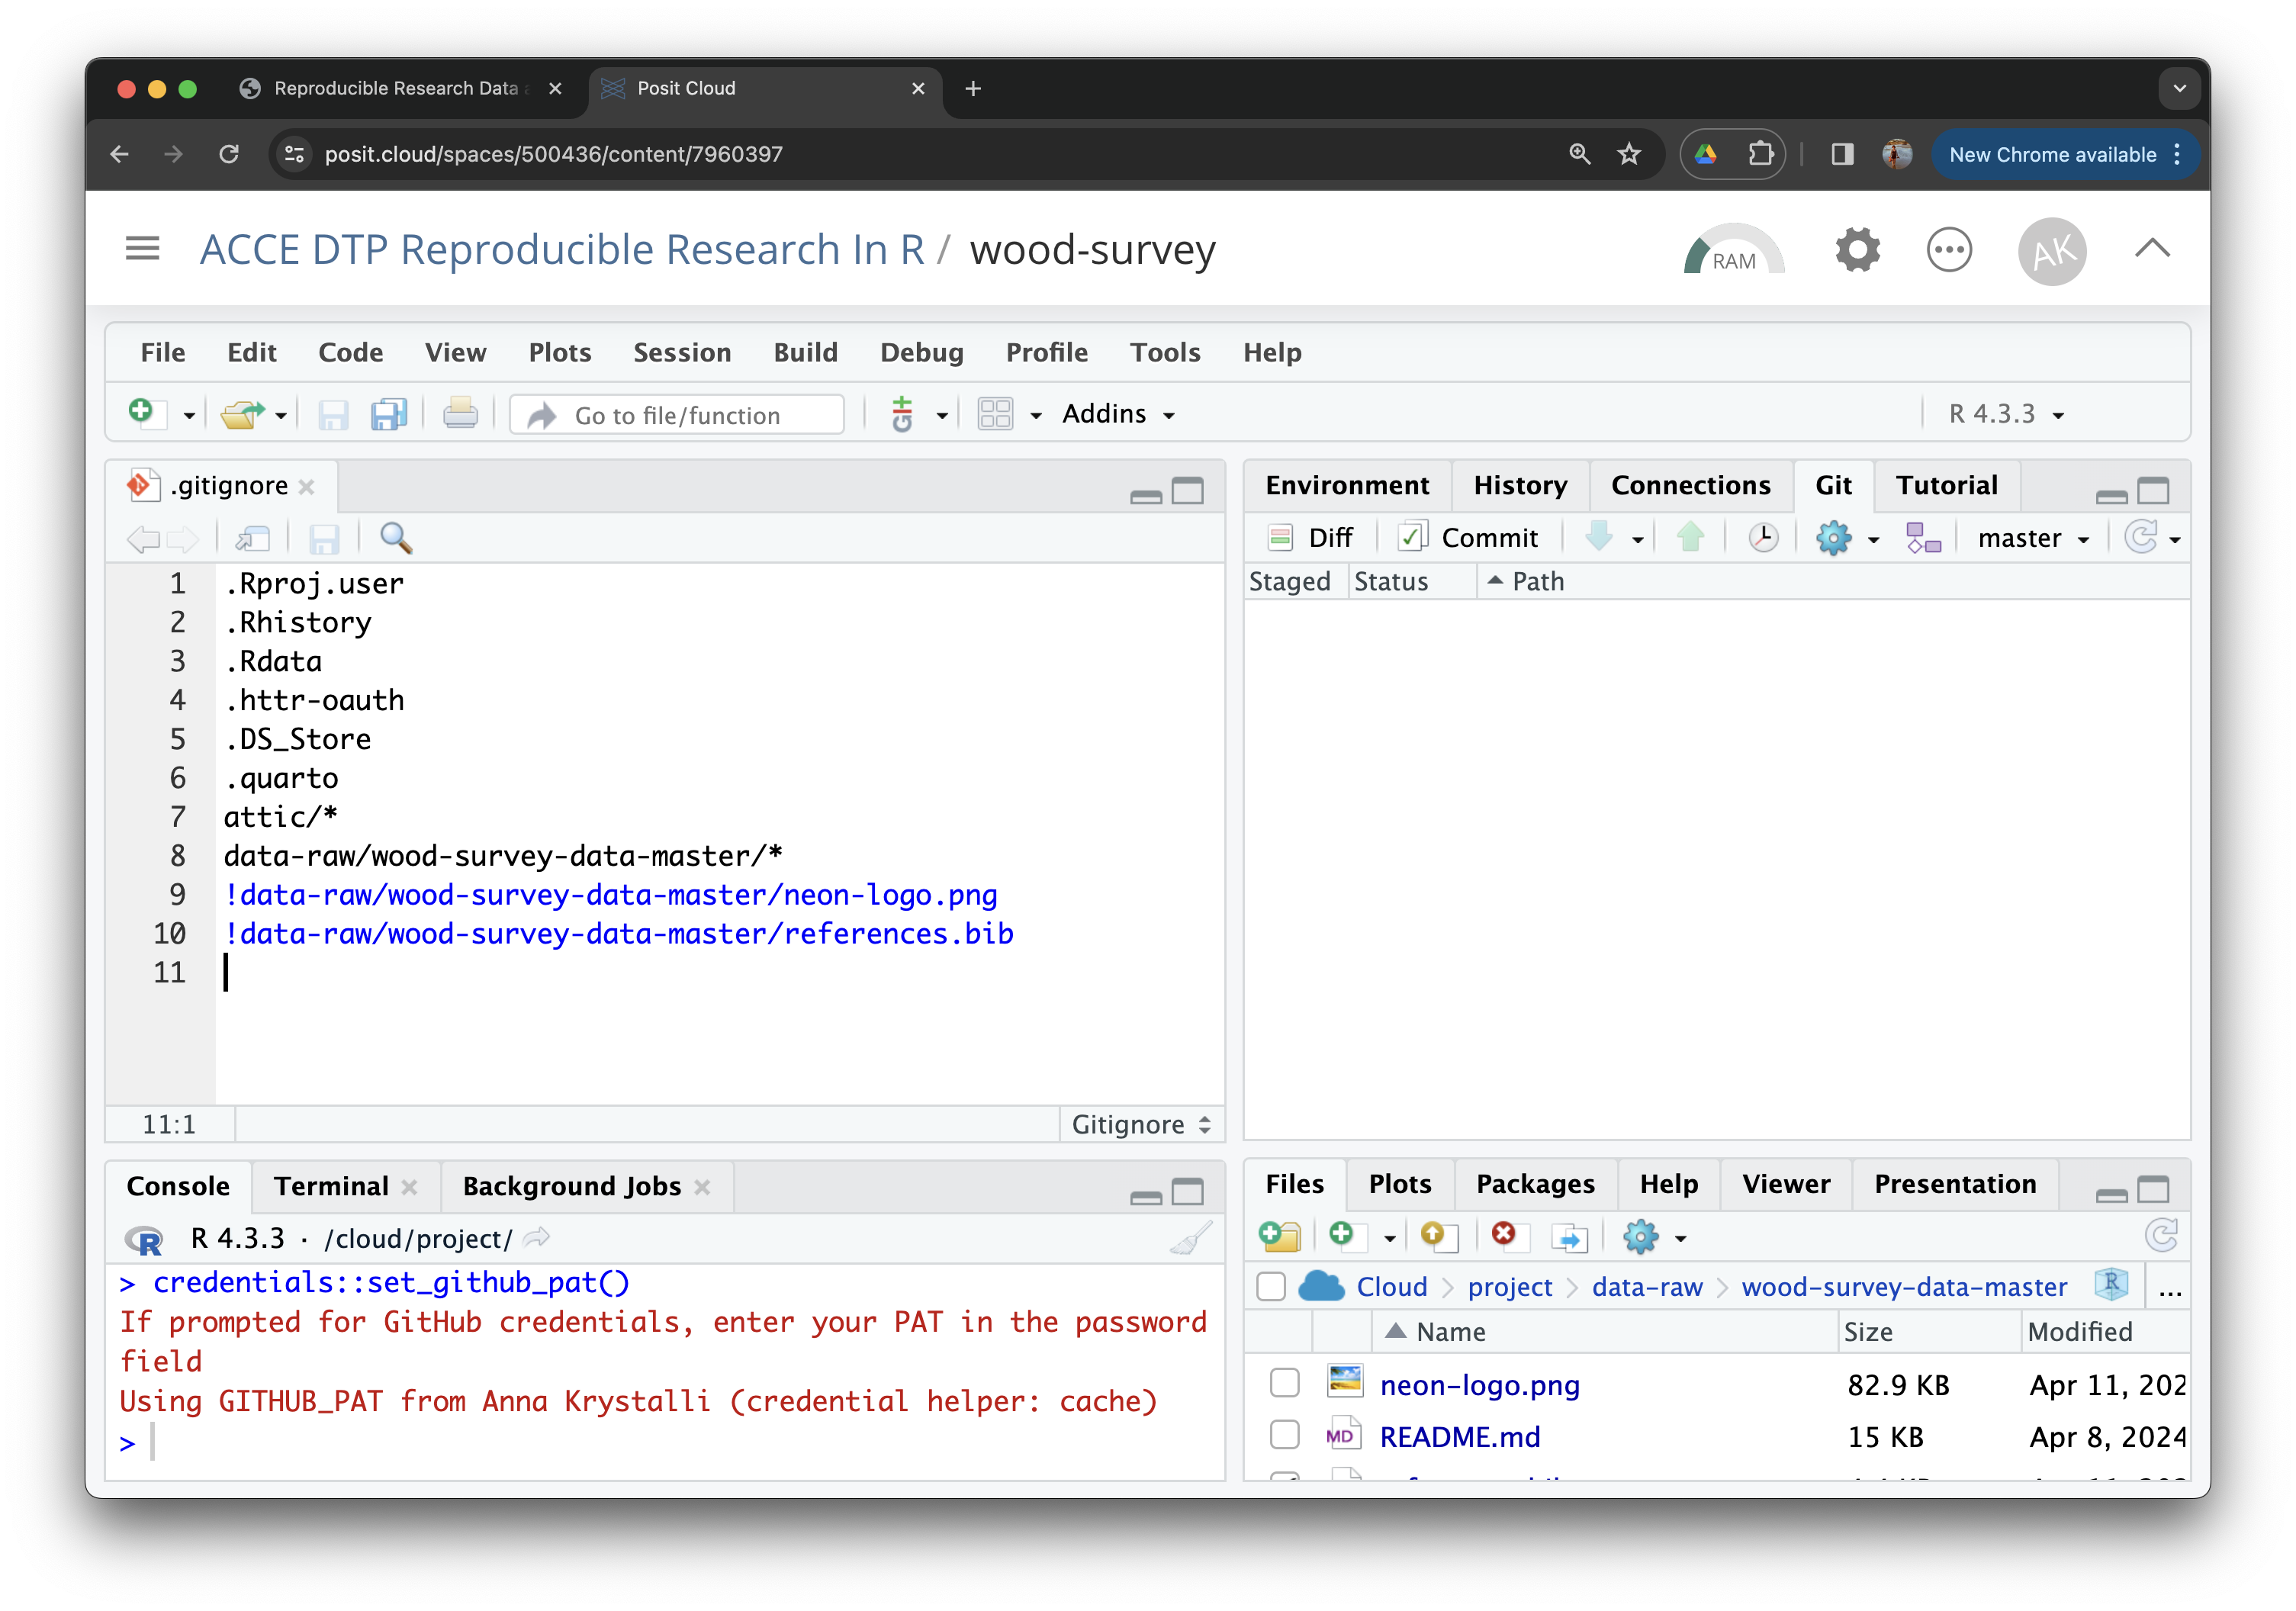 Reproducible Research Data
Posit Cloud
posit.cloud/spaces/500436/content/7960397
New Chrome available
ACCE DTP Reproducible Research In R / wood-survey
RAM
AK
File Edit Code View Plots Session Build Debug Profile Tools Help
Go to file/function
Addins
R 4.3.3
.gitignore
1 .Rproj.user
2 .Rhistory
3 .Rdata
4 .httr-oauth
5 .DS_Store
6 .quarto
7 attic/*
8 data-raw/wood-survey-data-master/*
9 !data-raw/wood-survey-data-master/neon-logo.png
10 !data-raw/wood-survey-data-master/references.bib
11
11:1
Gitignore
Environment History Connections Git Tutorial
Diff Commit master
Staged Status Path
Console Terminal Background Jobs
R 4.3.3 · /cloud/project/
> credentials::set_github_pat()
If prompted for GitHub credentials, enter your PAT in the password
field
Using GITHUB_PAT from Anna Krystalli (credential helper: cache)
>
Files Plots Packages Help Viewer Presentation
Cloud > project > data-raw > wood-survey-data-master R ...
Name Size Modified
neon-logo.png 82.9 KB Apr 11, 202
MD README.md 15 KB Apr 8, 2024